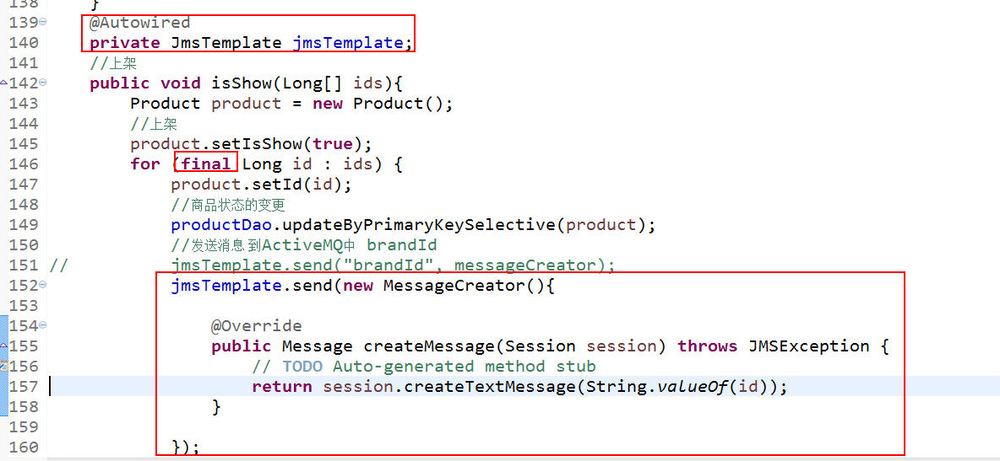 138 }
139 @Autowired
140 private JmsTemplate jmsTemplate;
141 //上架
142 public void isShow(Long[] ids){
143 Product product = new Product();
144 //上架
145 product.setIsShow(true);
146 for (final Long id : ids) {
147 product.setId(id);
148 //商品状态的变更
149 productDao.updateByPrimaryKeySelective(product);
150 //发送消息到ActiveMQ中 brandId
151 // jmsTemplate.send("brandId", messageCreator);
152 jmsTemplate.send(new MessageCreator(){
153
154 @Override
155 public Message createMessage(Session session) throws JMSException {
156 // TODO Auto-generated method stub
157 return session.createTextMessage(String.valueOf(id));
158 }
159
160 });